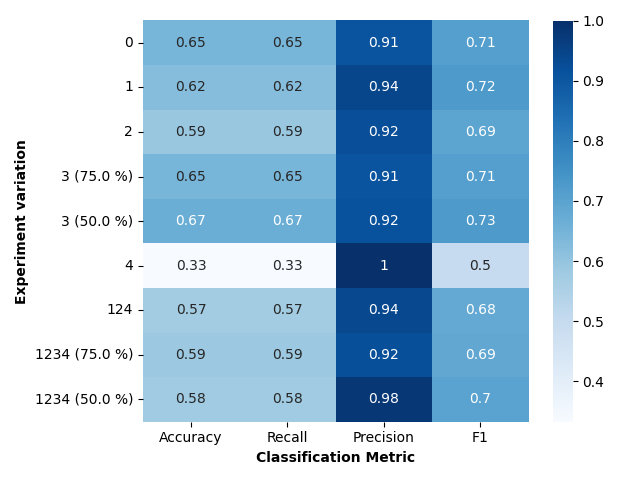 0 0.65 0.65 0.91 0.71
1 0.62 0.62 0.94 0.72
2 0.59 0.59 0.92 0.69
3 (75.0 %) 0.65 0.65 0.91 0.71
3 (50.0 %) 0.67 0.67 0.92 0.73
4 0.33 0.33 1 0.5
124 0.57 0.57 0.94 0.68
1234 (75.0 %) 0.59 0.59 0.92 0.69
1234 (50.0 %) 0.58 0.58 0.98 0.7
Accuracy Recall Precision F1
Classification Metric
Experiment variation
1.0
0.9
0.8
0.7
0.6
0.5
0.4